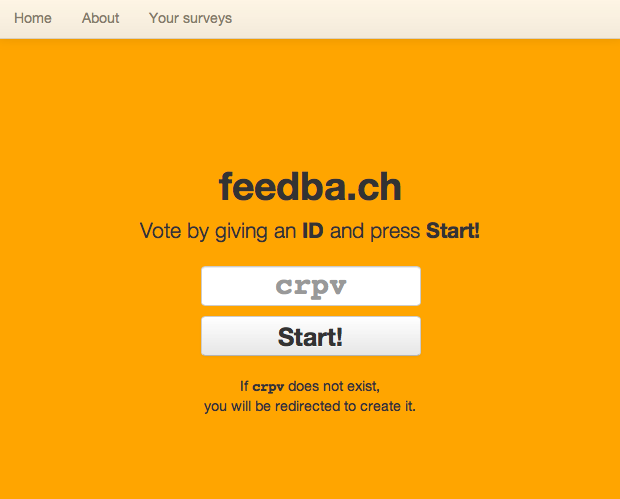 Home About Your surveys
feedba.ch
Vote by giving an ID and press Start!
crpv
Start!
If crpv does not exist,
you will be redirected to create it.